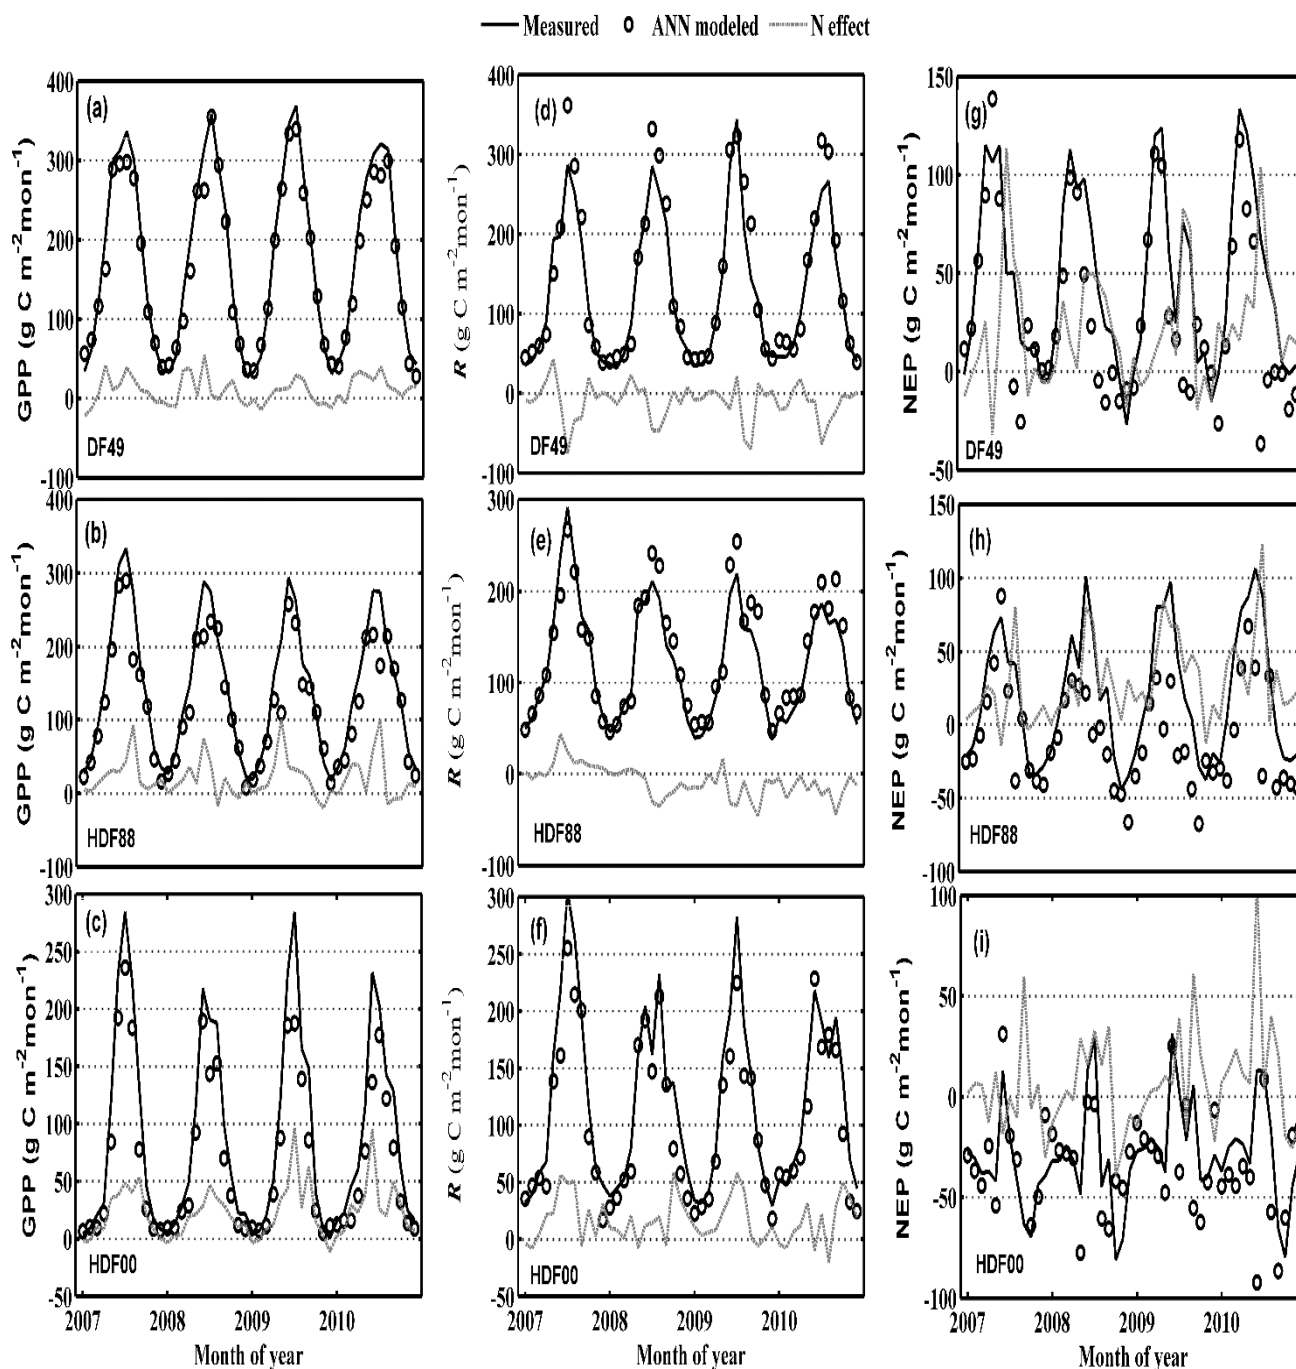 Measured ANN modeled N effect
(a)
GPP (g C m⁻²mon⁻¹)
400
300
200
100
0
-100
DF49
(d)
R (g C m⁻²mon⁻¹)
400
300
200
100
0
-100
DF49
(g)
NEP (g C m⁻²mon⁻¹)
150
100
50
0
-50
DF49
(b)
GPP (g C m⁻²mon⁻¹)
400
300
200
100
0
-100
HDF88
(e)
R (g C m⁻²mon⁻¹)
300
200
100
0
-100
HDF88
(h)
NEP (g C m⁻²mon⁻¹)
150
100
50
0
-50
-100
HDF88
(c)
GPP (g C m⁻²mon⁻¹)
300
250
200
150
100
50
0
-50
HDF00
2007 2008 2009 2010
Month of year
(f)
R (g C m⁻²mon⁻¹)
300
250
200
150
100
50
0
-50
HDF00
2007 2008 2009 2010
Month of year
(i)
NEP (g C m⁻²mon⁻¹)
100
50
0
-50
-100
HDF00
2007 2008 2009 2010
Month of year